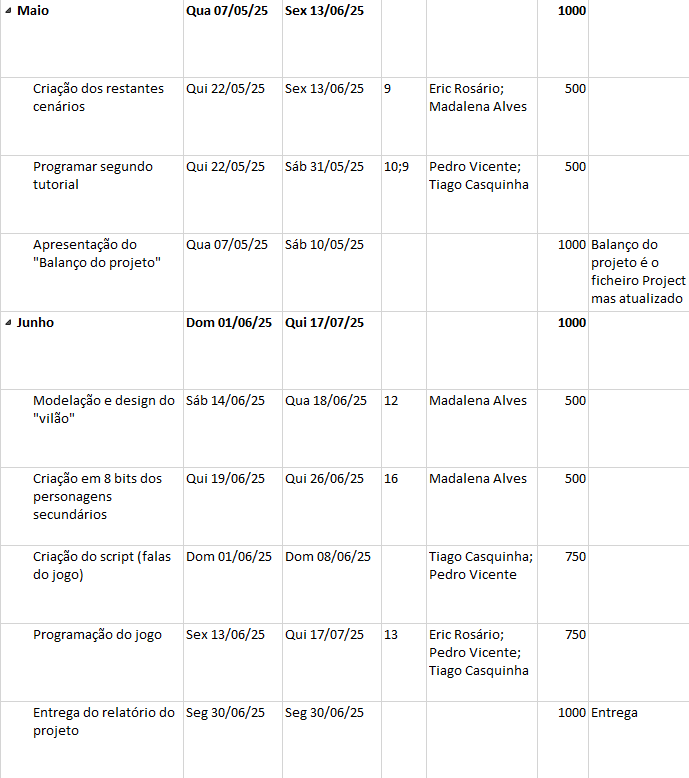 Maio Qua 07/05/25 Sex 13/06/25 1000
Criação dos restantes Qui 22/05/25 Sex 13/06/25 9 Eric Rosário; 500
cenários Madalena Alves
Programar segundo Qui 22/05/25 Sáb 31/05/25 10;9 Pedro Vicente; 500
tutorial Tiago Casquinha
Apresentação do Qua 07/05/25 Sáb 10/05/25 1000 Balanço do
"Balanço do projeto" projeto é o
ficheiro Project
mas atualizado
Junho Dom 01/06/25 Qui 17/07/25 1000
Modelação e design do Sáb 14/06/25 Qua 18/06/25 12 Madalena Alves 500
"vilão"
Criação em 8 bits dos Qui 19/06/25 Qui 26/06/25 16 Madalena Alves 500
personagens
secundários
Criação do script (falas Dom 01/06/25 Dom 08/06/25 Tiago Casquinha; 750
do jogo) Pedro Vicente
Programação do jogo Sex 13/06/25 Qui 17/07/25 13 Eric Rosário; 750
Pedro Vicente;
Tiago Casquinha
Entrega do relatório do Seg 30/06/25 Seg 30/06/25 1000 Entrega
projeto